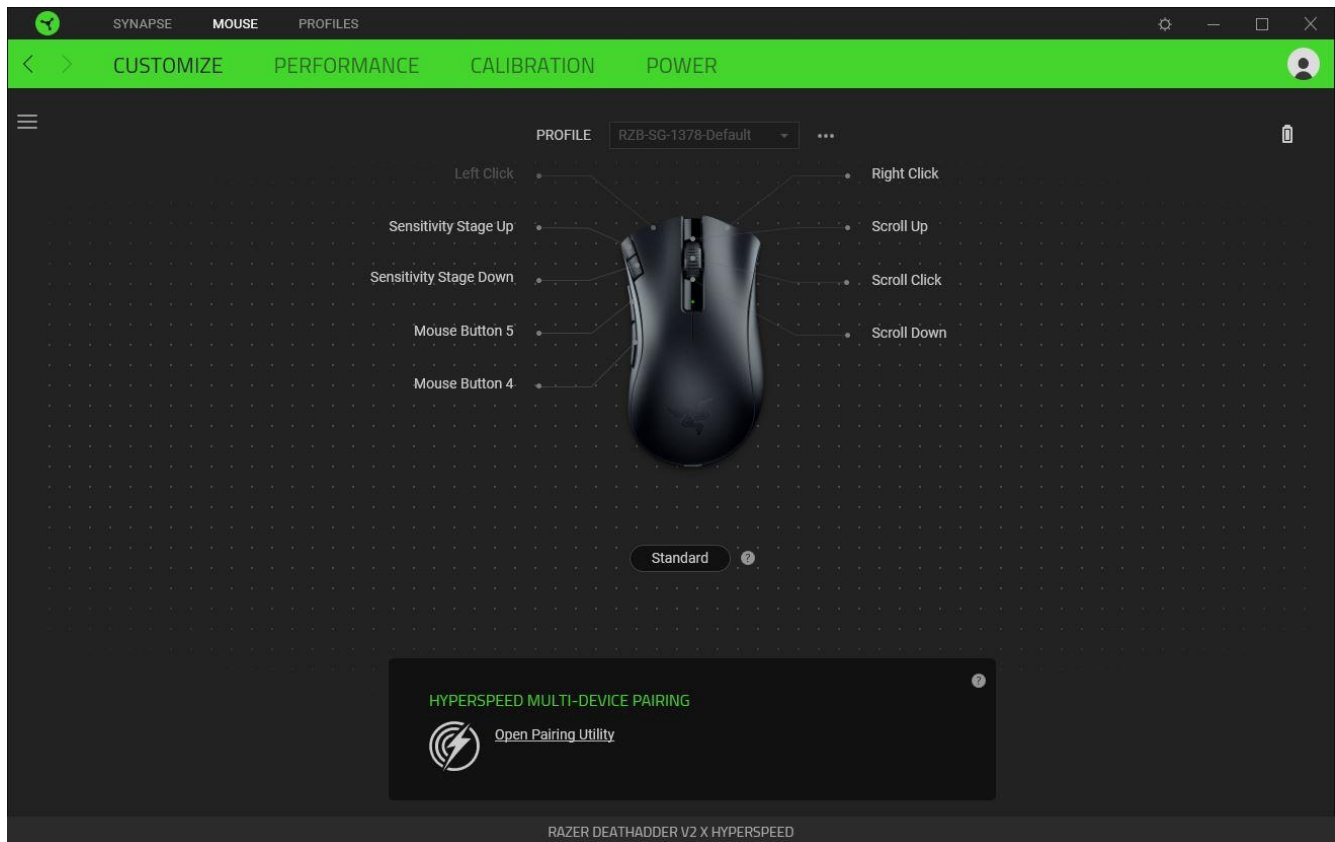 SYNAPSE MOUSE PROFILES
CUSTOMIZE PERFORMANCE CALIBRATION POWER
PROFILE RZB-SG-1378-Default
Left Click
Right Click
Sensitivity Stage Up
Scroll Up
Sensitivity Stage Down
Scroll Click
Mouse Button 5
Scroll Down
Mouse Button 4
Standard ?
?
HYPERSPEED MULTI-DEVICE PAIRING
Open Pairing Utility
RAZER DEATHADDER V2 X HYPERSPEED